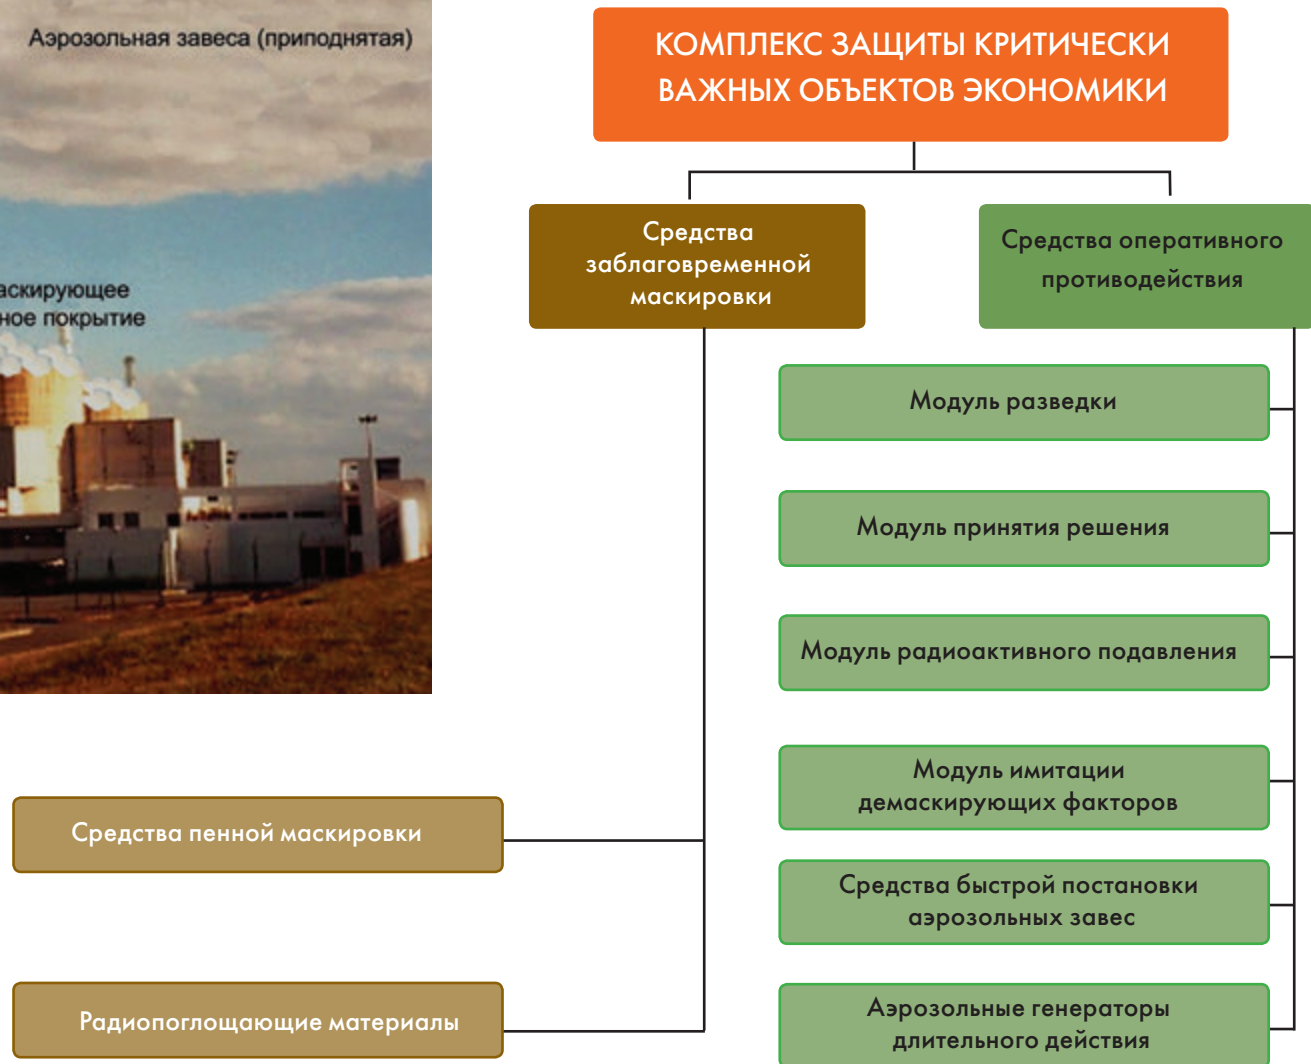 Аэрозольная завеса (приподнятая)
покрытие
КОМПЛЕКС ЗАЩИТЫ КРИТИЧЕСКИ
ВАЖНЫХ ОБЪЕКТОВ ЭКОНОМИКИ
Средства
заблаговременной
маскировки
Средства оперативного
противодействия
Модуль разведки
Модуль принятия решения
Модуль радиоактивного подавления
Модуль имитации
демаскирующих факторов
Средства быстрой постановки
аэрозольных завес
Аэрозольные генераторы
длительного действия
Средства пенной маскировки
Радиопоглощающие материалы